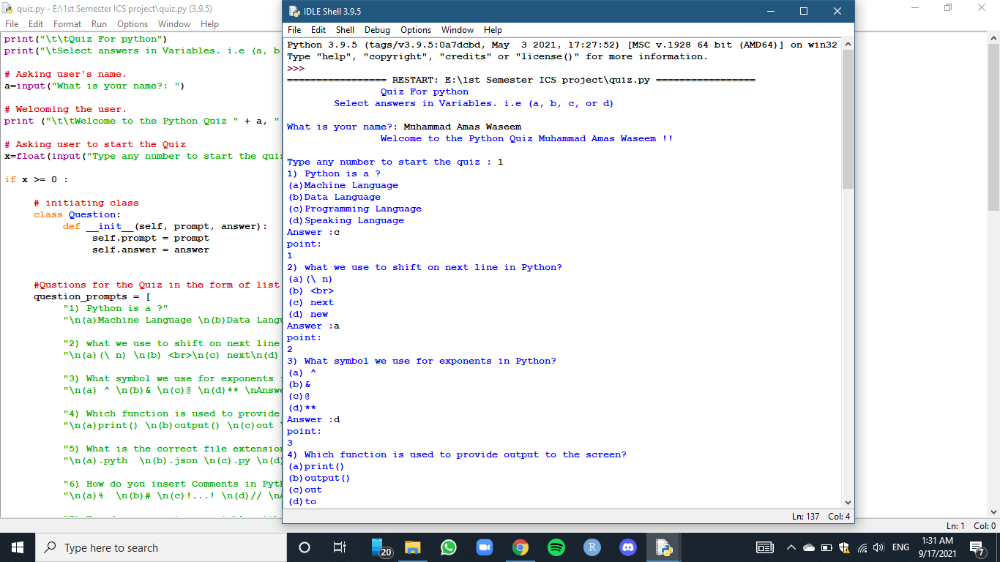 quiz.py - E:\1st Semester ICS project\quiz.py (3.9.5)
File Edit Format Run Options Window Help
print("\t\tQuiz For python")
print("\tSelect answers in Variables. i.e (a, b
# Asking user's name.
a=input("What is your name?: ")
# Welcoming the user.
print ("\t\tWelcome to the Python Quiz " + a, "
# Asking user to start the Quiz
x=float(input("Type any number to start the qui
if x >= 0 :
# initiating class
class Question:
def __init__(self, prompt, answer):
self.prompt = prompt
self.answer = answer
#Qustions for the Quiz in the form of list
question_prompts = [
"1) Python is a ?"
"\n(a)Machine Language \n(b)Data Langu
"2) what we use to shift on next line
"\n(a)(\ n) \n(b) <br>\n(c) next\n(d)
"3) What symbol we use for exponents
"\n(a) ^ \n(b)& \n(c)@ \n(d)** \nAnswe
"4) Which function is used to provide
"\n(a)print() \n(b)output() \n(c)out
"5) What is the correct file extension
"\n(a).pyth  \n(b).json \n(c).py \n(d)
"6) How do you insert Comments in Pyth
"\n(a)%  \n(b)# \n(c)!...! \n(d)// \n
IDLE Shell 3.9.5
File Edit Shell Debug Options Window Help
Python 3.9.5 (tags/v3.9.5:0a7dcbd, May  3 2021, 17:27:52) [MSC v.1928 64 bit (AMD64)] on win32
Type "help", "copyright", "credits" or "license()" for more information.
>>>
================= RESTART: E:\1st Semester ICS project\quiz.py =================
Quiz For python
Select answers in Variables. i.e (a, b, c, or d)
What is your name?: Muhammad Amas Waseem
Welcome to the Python Quiz Muhammad Amas Waseem !!
Type any number to start the quiz : 1
1) Python is a ?
(a)Machine Language
(b)Data Language
(c)Programming Language
(d)Speaking Language
Answer :c
point:
1
2) what we use to shift on next line in Python?
(a)(\ n)
(b) <br>
(c) next
(d) new
Answer :a
point:
2
3) What symbol we use for exponents in Python?
(a) ^
(b)&
(c)@
(d)**
Answer :d
point:
3
4) Which function is used to provide output to the screen?
(a)print()
(b)output()
(c)out
(d)to
Ln: 137 Col: 4
Ln: 1 Col: 0
Type here to search
20
R
ENG
1:31 AM
9/17/2021
7